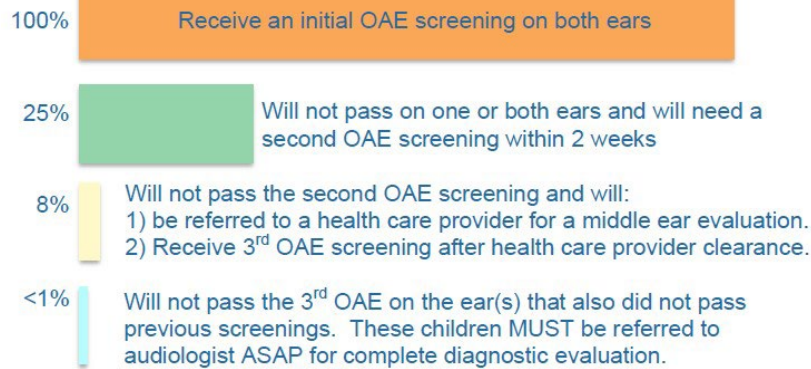 100% Receive an initial OAE screening on both ears
25% Will not pass on one or both ears and will need a
second OAE screening within 2 weeks
8% Will not pass the second OAE screening and will:
1) be referred to a health care provider for a middle ear evaluation.
2) Receive 3rd OAE screening after health care provider clearance.
<1% Will not pass the 3rd OAE on the ear(s) that also did not pass
previous screenings. These children MUST be referred to
audiologist ASAP for complete diagnostic evaluation.